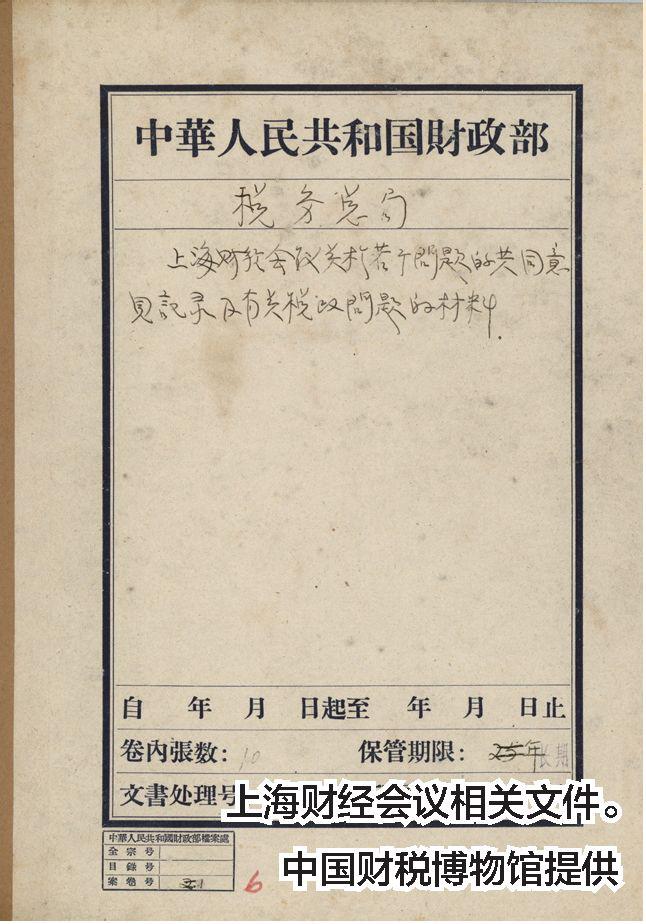 中華人民共和国財政部
税务总局
上海财经会议关於若干問題的共同意
見記录及有关税政問題的材料.
自 年 月 日起至 年 月 日止
卷內張数: 10
保管期限: 25年 长期
文書处理号
上海财经会议相关文件。
中国财税博物馆提供
中華人民共和國財政部檔案處
全宗号
目錄号
案卷号
6